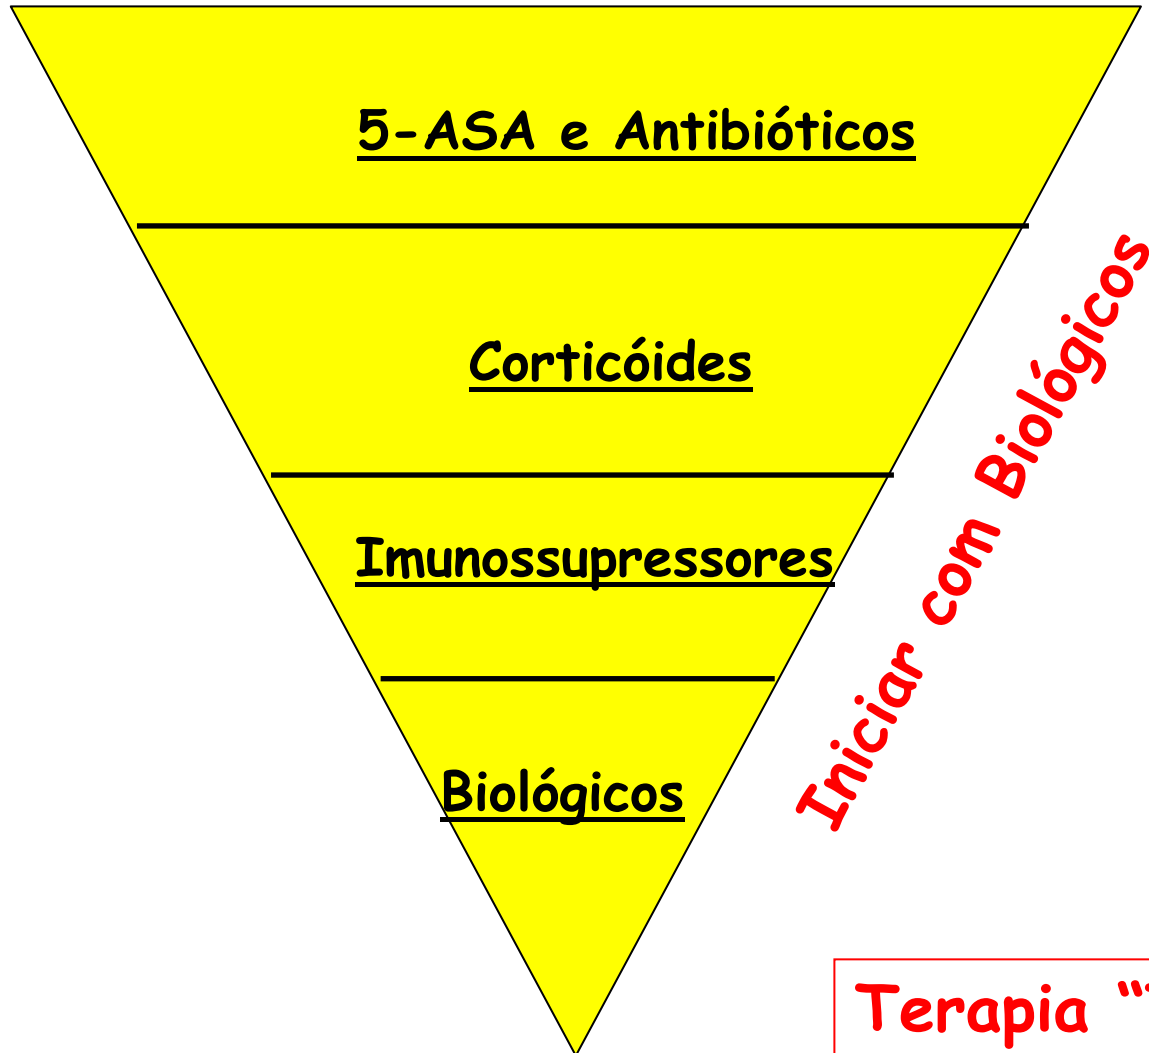 5-ASA e Antibióticos
Corticóides
Imunossupressores
Biológicos
Iniciar com Biológicos
Terapia “